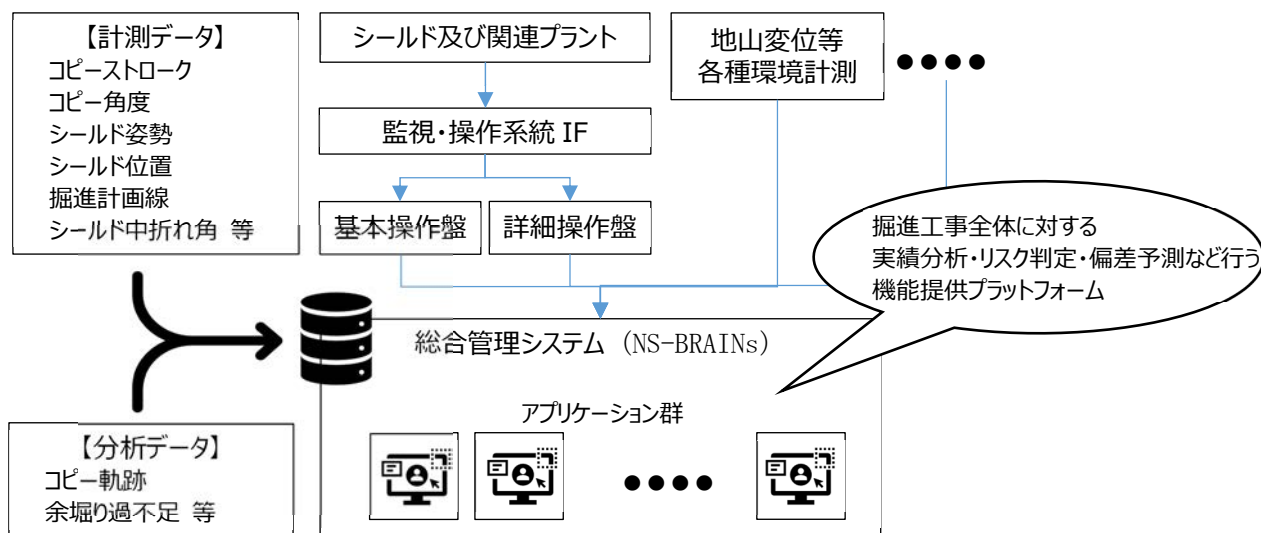 【計測データ】
コピーストローク
コピー角度
シールド姿勢
シールド位置
掘進計画線
シールド中折れ角 等
シールド及び関連プラント
監視・操作系統 IF
基本操作盤
詳細操作盤
地山変位等
各種環境計測
●●●●
掘進工事全体に対する
実績分析・リスク判定・偏差予測など行う
機能提供プラットフォーム
総合管理システム（NS-BRAINs）
アプリケーション群
●●●●
【分析データ】
コピー軌跡
余堀り過不足 等